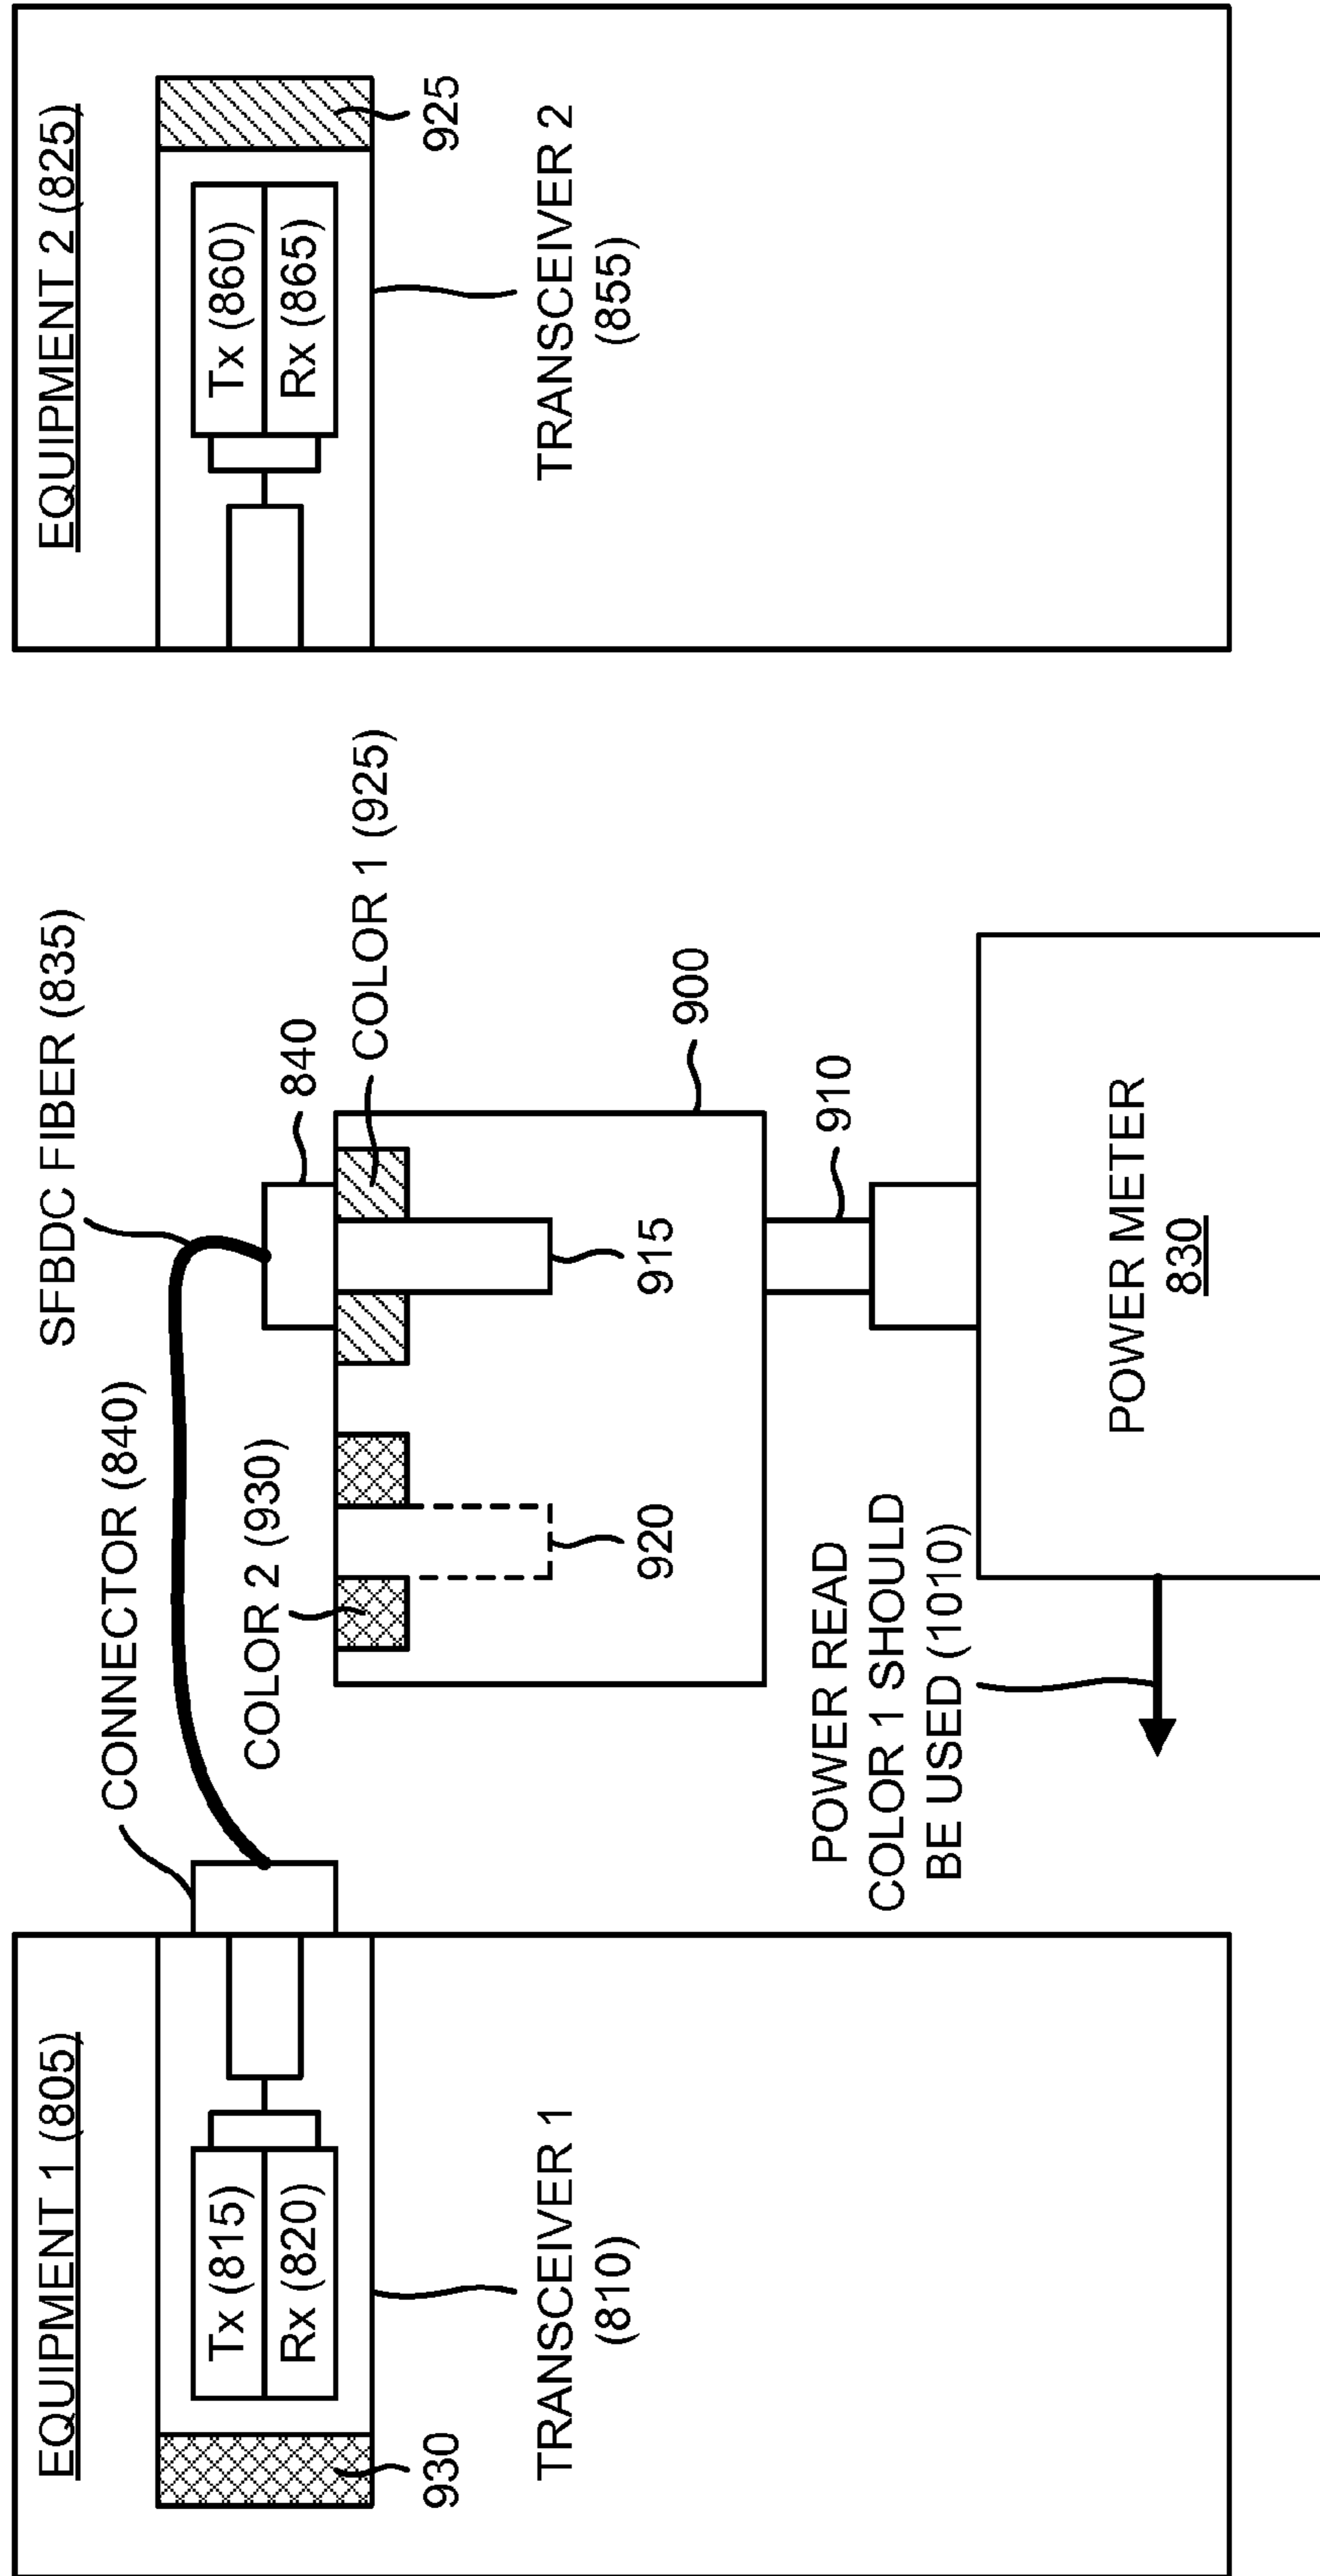 EQUIPMENT 1 (805)
Tx (815)
Rx (820)
930
TRANSCEIVER 1
(810)
CONNECTOR (840)
SFBDC FIBER (835)
840
COLOR 2 (930)
COLOR 1 (925)
920
915
900
910
POWER READ
COLOR 1 SHOULD
BE USED (1010)
POWER METER
830
EQUIPMENT 2 (825)
Tx (860)
Rx (865)
925
TRANSCEIVER 2
(855)